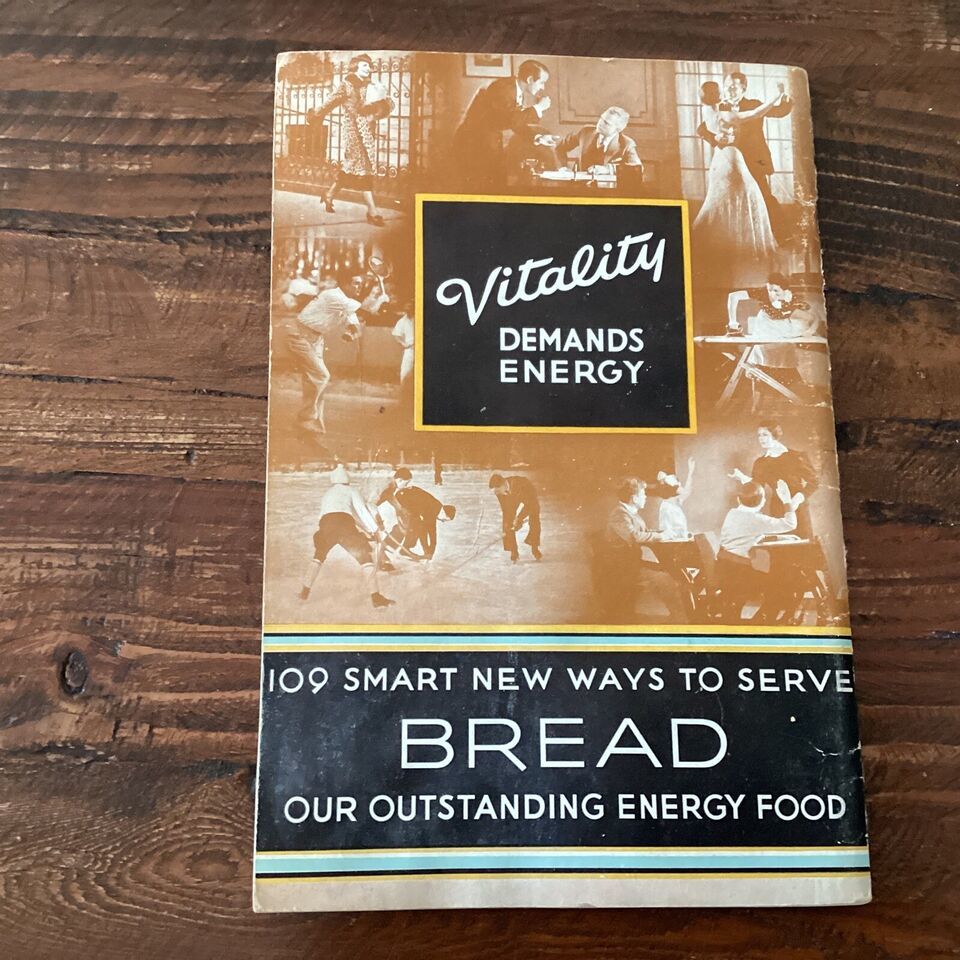 Vitality
DEMANDS
ENERGY
109 SMART NEW WAYS TO SERVE
BREAD
OUR OUTSTANDING ENERGY FOOD